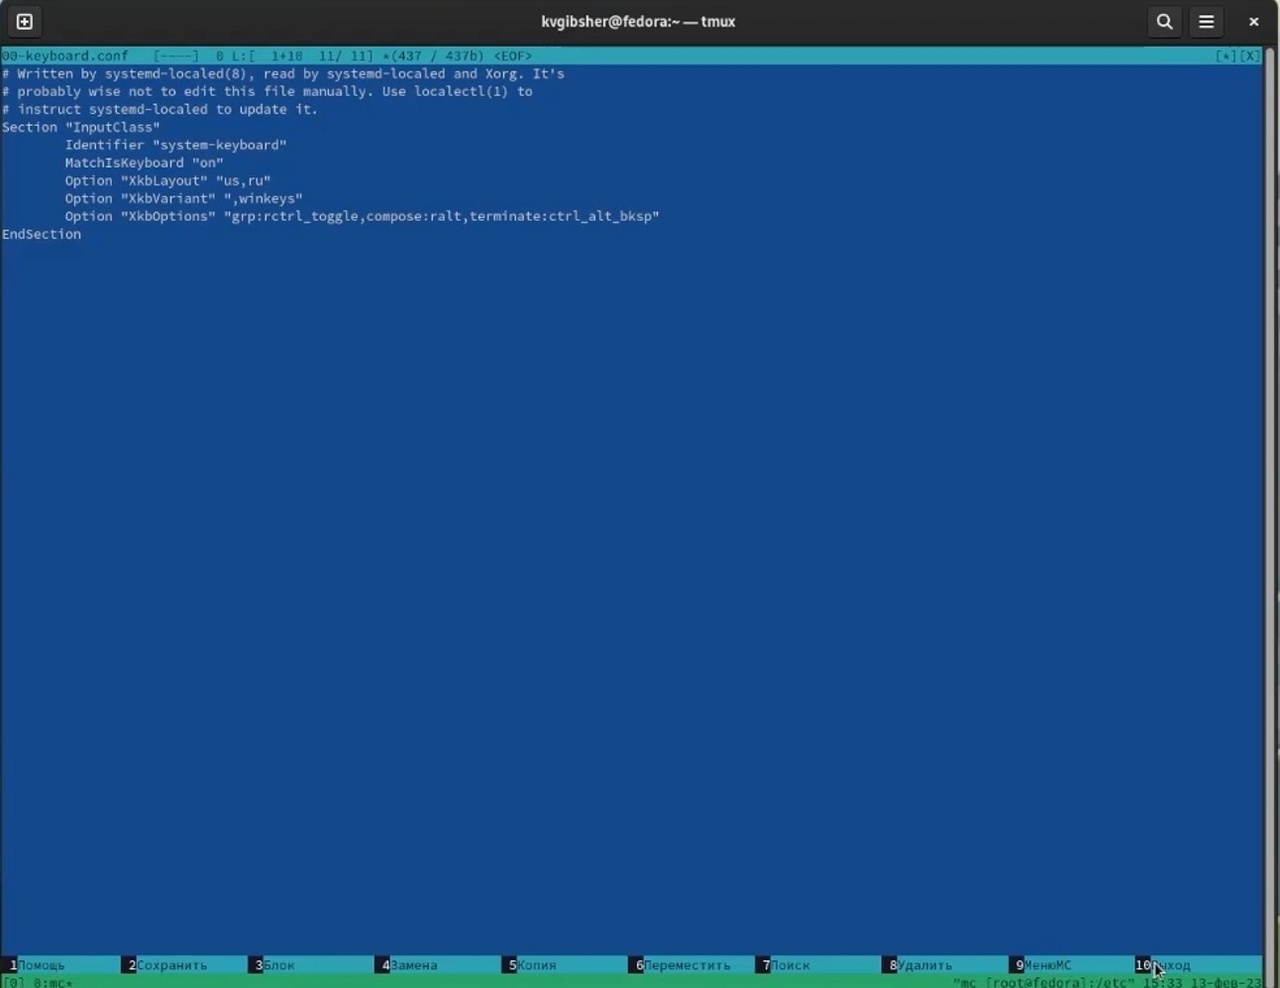 kvgibsher@fedora:~ — tmux
00-keyboard.conf [----] 0 L:[ 1+10 11/ 11] *(437 / 437b) <EOF> [*][X]
# Written by systemd-localed(8), read by systemd-localed and Xorg. It's
# probably wise not to edit this file manually. Use localectl(1) to
# instruct systemd-localed to update it.
Section "InputClass"
Identifier "system-keyboard"
MatchIsKeyboard "on"
Option "XkbLayout" "us,ru"
Option "XkbVariant" ",winkeys"
Option "XkbOptions" "grp:rctrl_toggle,compose:ralt,terminate:ctrl_alt_bksp"
EndSection
1Помощь 2Сохранить 3Блок 4Замена 5Копия 6Переместить 7Поиск 8Удалить 9МенюMC 10Выход
[0] 0:mc* "mc [root@fedora]:/etc" 15:33 13-фев-23